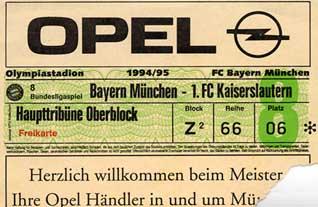 OPEL
Olympiastadion 1994/95 FC Bayern München
8 Bundesligaspiel Bayern München - 1. FC Kaiserslautern
Haupttribüne Oberblock Block Reihe Platz
Freikarte Z² 66 06 *
Herzlich willkommen beim Meister
Ihre Opel Händler in und um Mü